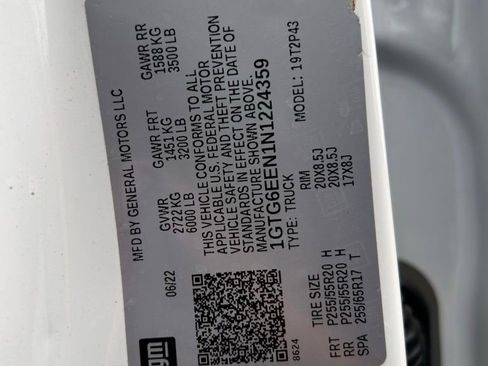 MFD BY GENERAL MOTORS LLC
06/22
GVWR
2722 KG
6000 LB
GAWR FRT
1451 KG
3200 LB
GAWR RR
1588 KG
3500 LB
THIS VEHICLE CONFORMS TO ALL
APPLICABLE U.S. FEDERAL MOTOR
VEHICLE SAFETY AND THEFT PREVENTION
STANDARDS IN EFFECT ON THE DATE OF
MANUFACTURE SHOWN ABOVE.
1GTG6EEN1N1224359
TYPE: TRUCK
MODEL: 19T2P43
TIRE SIZE RIM
FRT P255/55R20 H 20X8.5J
RR P255/55R20 H 20X8.5J
SPA 255/65R17 T 17X8J
gm
8624